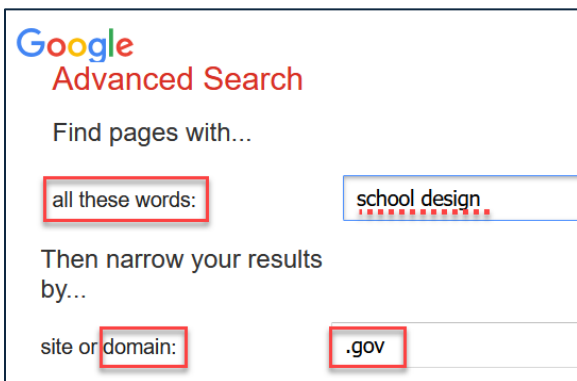 Google
Advanced Search
Find pages with...
all these words: school design
Then narrow your results
by...
site or domain: .gov